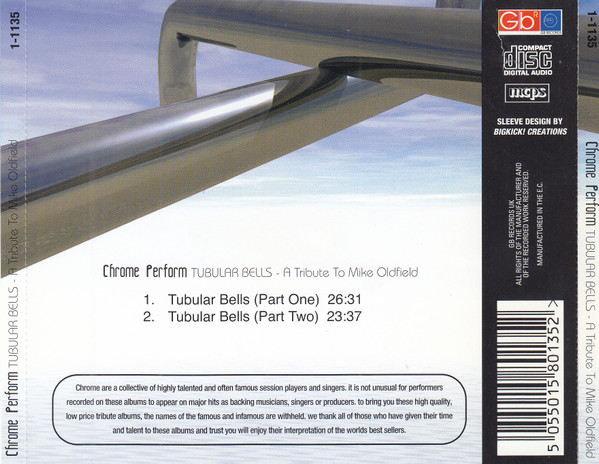 1-1135
Chrome Perform TUBULAR BELLS - A Tribute To Mike Oldfield
Chrome Perform TUBULAR BELLS - A Tribute To Mike Oldfield
1. Tubular Bells (Part One) 26:31
2. Tubular Bells (Part Two) 23:37
Chrome are a collective of highly talented and often famous session players and singers. it is not unusual for performers
recorded on these albums to appear on major hits as backing musicians, singers or producers. to bring you these high quality,
low price tribute albums, the names of the famous and infamous are withheld. we thank all of those who have given their time
and talent to these albums and trust you will enjoy their interpretation of the worlds best sellers.
Gb R
GB RECORDS
COMPACT
disc
DIGITAL AUDIO
mcps
SLEEVE DESIGN BY
BIGKICK! CREATIONS
GB RECORDS UK
ALL RIGHTS OF THE MANUFACTURER AND
OF THE RECORDED WORK RESERVED.
MANUFACTURED IN THE E.C.
5 055015 801352 >
1-1135
Chrome Perform TUBULAR BELLS - A Tribute To Mike Oldfield